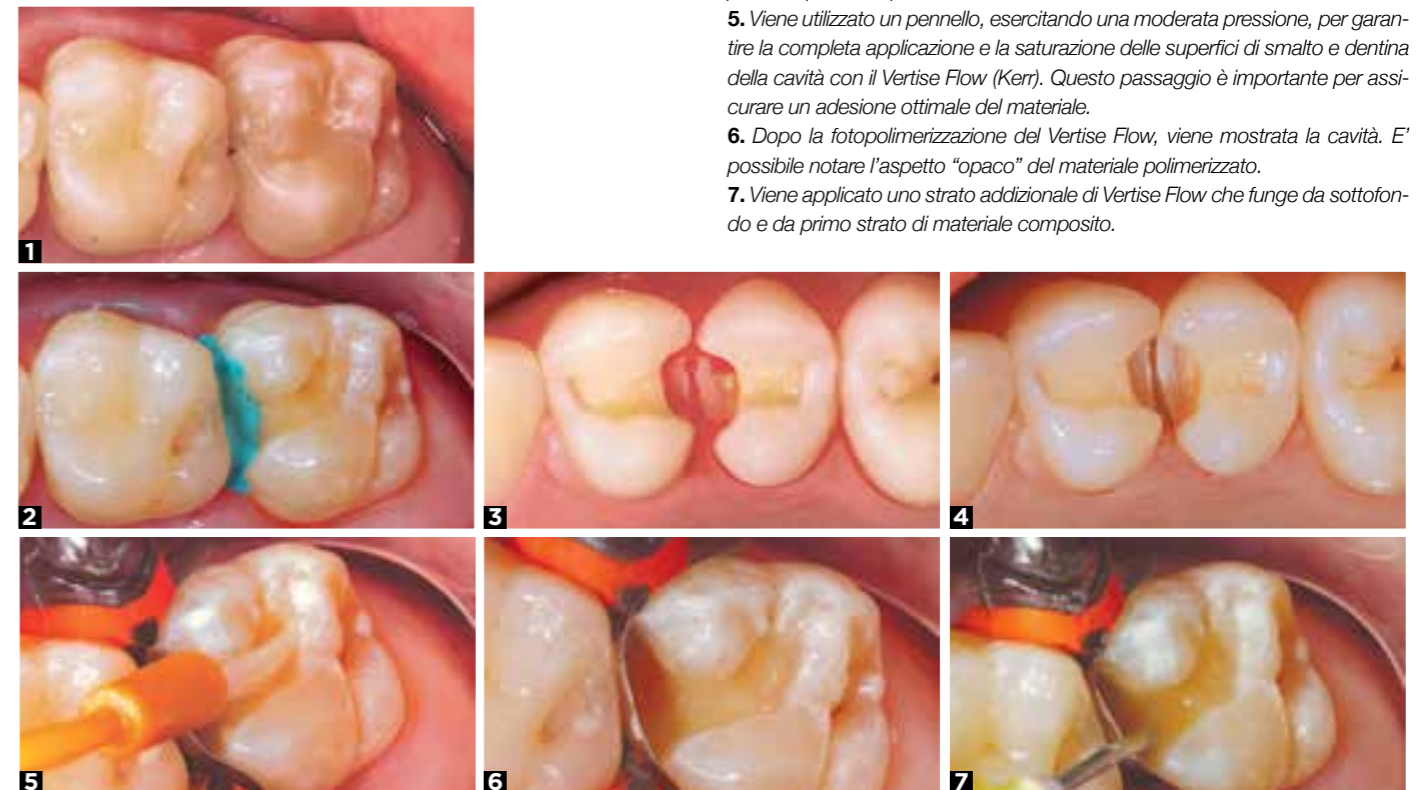 5. Viene utilizzato un pennello, esercitando una moderata pressione, per garan-
tire la completa applicazione e la saturazione delle superfici di smalto e dentina
della cavità con il Vertise Flow (Kerr). Questo passaggio è importante per assi-
curare un adesione ottimale del materiale.
6. Dopo la fotopolimerizzazione del Vertise Flow, viene mostrata la cavità. E'
possibile notare l'aspetto “opaco” del materiale polimerizzato.
7. Viene applicato uno strato addizionale di Vertise Flow che funge da sottofon-
do e da primo strato di materiale composito.
1
2
3
4
5
6
7